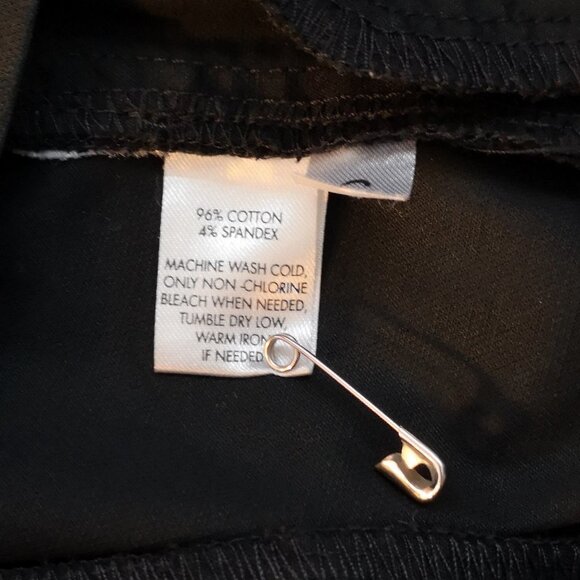 96% COTTON
4% SPANDEX
MACHINE WASH COLD,
ONLY NON -CHLORINE
BLEACH WHEN NEEDED,
TUMBLE DRY LOW,
WARM IRON
IF NEEDED